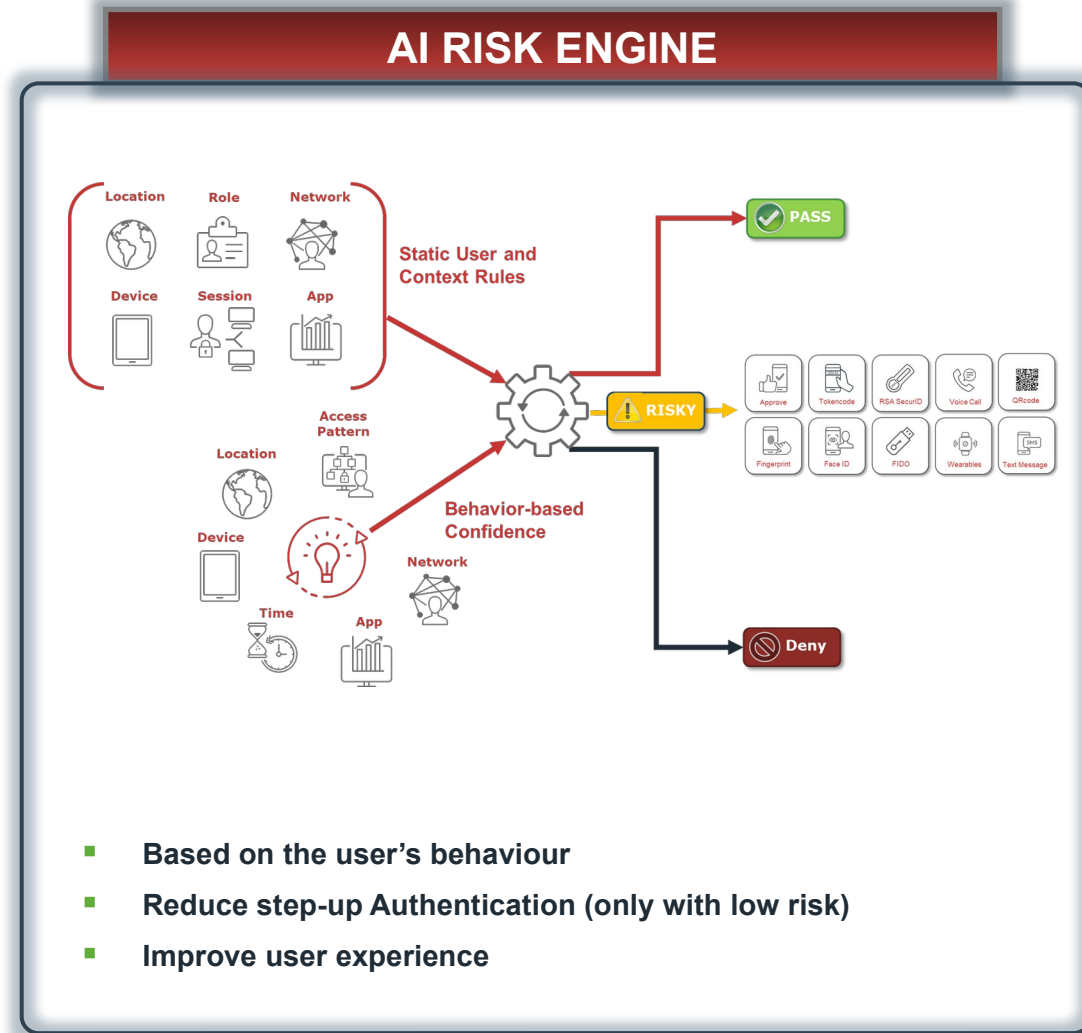 AI RISK ENGINE
Location Role Network
Device Session App
Static User and
Context Rules
PASS
RISKY
Approve Tokencode RSA SecurID Voice Call QRcode
Fingerprint Face ID FIDO Wearables Text Message
SMS
Access
Pattern
Location
Device
Behavior-based
Confidence
Network
Time
App
Deny
▪ Based on the user’s behaviour
▪ Reduce step-up Authentication (only with low risk)
▪ Improve user experience